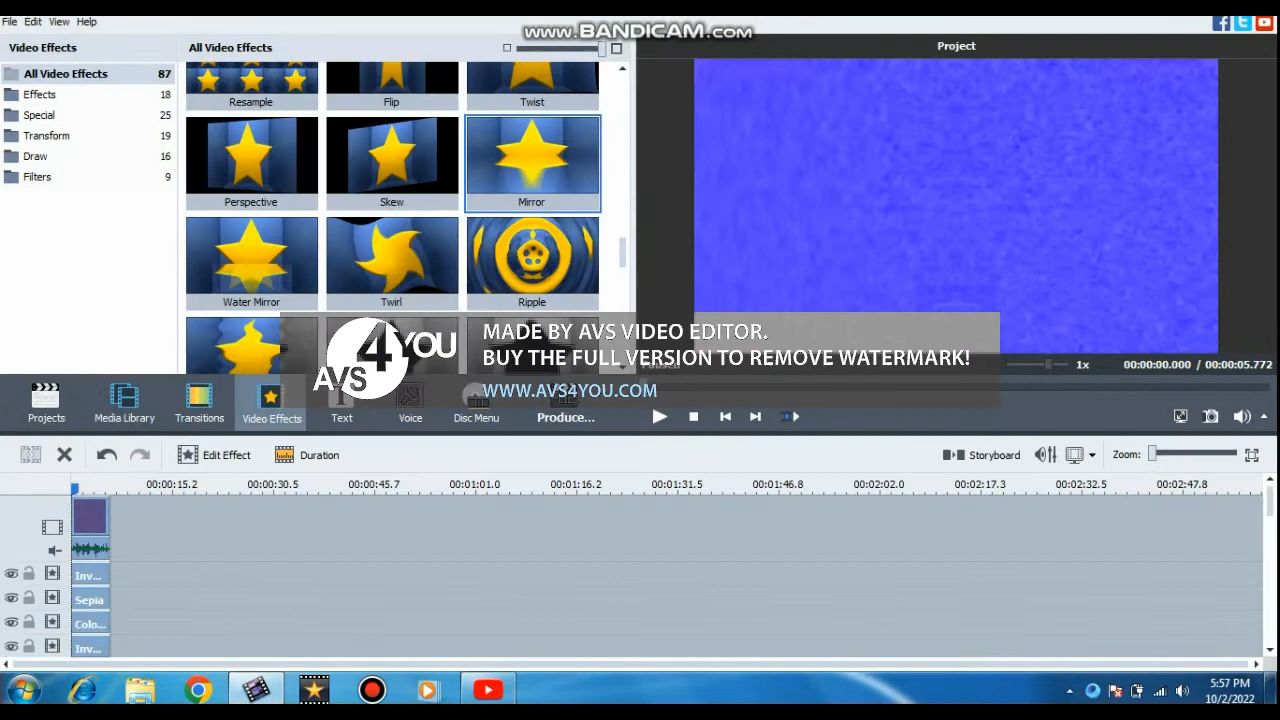 File Edit View Help
www.BANDICAM.com
Video Effects
All Video Effects
Project
All Video Effects 87
Effects 18
Special 25
Transform 19
Draw 16
Filters 9
Resample Flip Twist
Perspective Skew Mirror
Water Mirror Twirl Ripple
AVS4YOU
MADE BY AVS VIDEO EDITOR.
BUY THE FULL VERSION TO REMOVE WATERMARK!
WWW.AVS4YOU.COM
Paused
1x 00:00:00.000 / 00:00:05.772
Projects Media Library Transitions Video Effects Text Voice Disc Menu Produce...
Edit Effect Duration Storyboard Zoom:
00:00:15.2 00:00:30.5 00:00:45.7 00:01:01.0 00:01:16.2 00:01:31.5 00:01:46.8 00:02:02.0 00:02:17.3 00:02:32.5 00:02:47.8
Inv...
Sepia
Colo...
Inv...
5:57 PM
10/2/2022